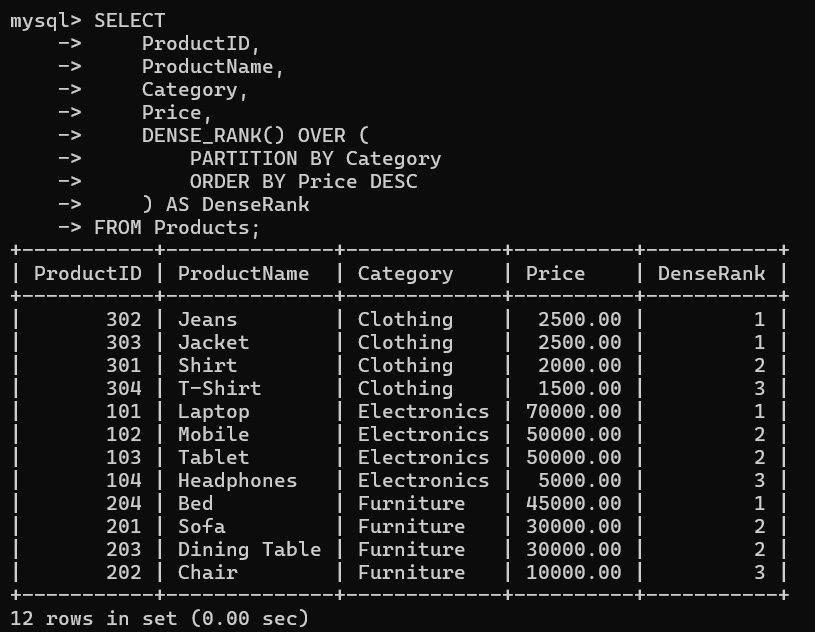 mysql> SELECT
    ->     ProductID,
    ->     ProductName,
    ->     Category,
    ->     Price,
    ->     DENSE_RANK() OVER (
    ->         PARTITION BY Category
    ->         ORDER BY Price DESC
    ->     ) AS DenseRank
    -> FROM Products;
+-----------+--------------+-------------+----------+-----------+
| ProductID | ProductName  | Category    | Price    | DenseRank |
+-----------+--------------+-------------+----------+-----------+
|       302 | Jeans        | Clothing    |  2500.00 |         1 |
|       303 | Jacket       | Clothing    |  2500.00 |         1 |
|       301 | Shirt        | Clothing    |  2000.00 |         2 |
|       304 | T-Shirt      | Clothing    |  1500.00 |         3 |
|       101 | Laptop       | Electronics | 70000.00 |         1 |
|       102 | Mobile       | Electronics | 50000.00 |         2 |
|       103 | Tablet       | Electronics | 50000.00 |         2 |
|       104 | Headphones   | Electronics |  5000.00 |         3 |
|       204 | Bed          | Furniture   | 45000.00 |         1 |
|       201 | Sofa         | Furniture   | 30000.00 |         2 |
|       203 | Dining Table | Furniture   | 30000.00 |         2 |
|       202 | Chair        | Furniture   | 10000.00 |         3 |
+-----------+--------------+-------------+----------+-----------+
12 rows in set (0.00 sec)